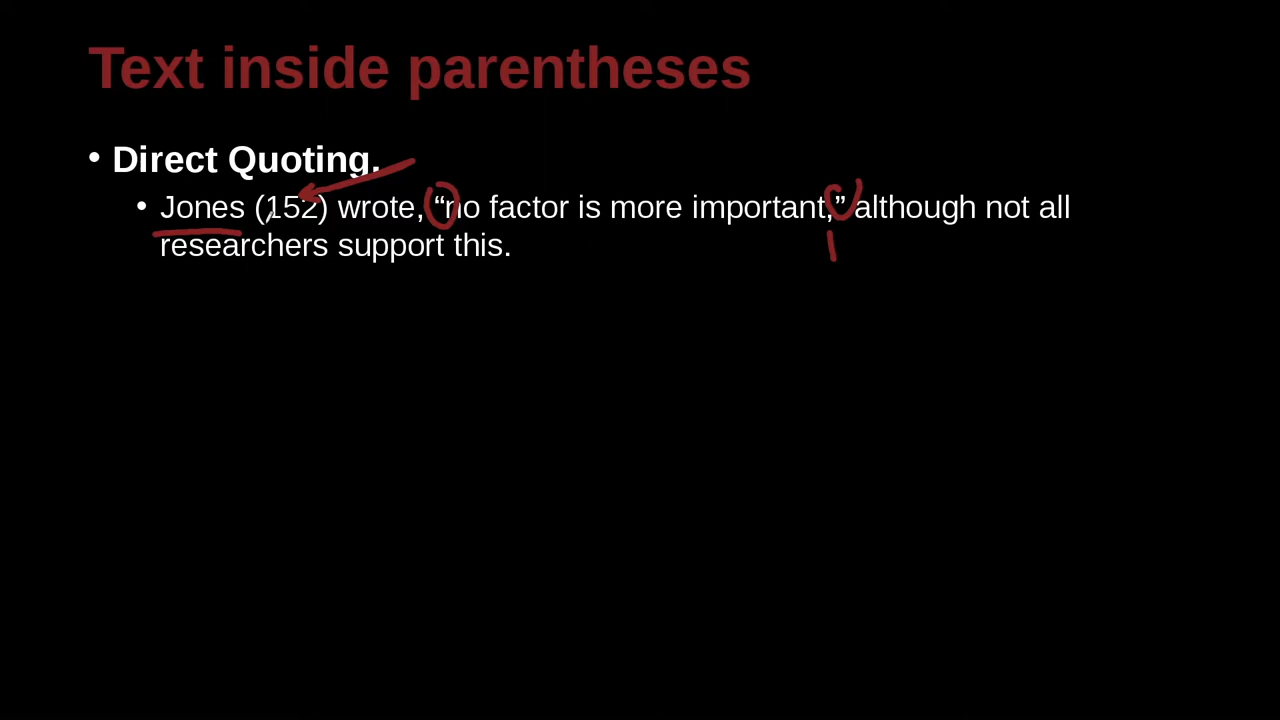 Text inside parentheses
• Direct Quoting.
• Jones (152) wrote, “no factor is more important,” although not all
researchers support this.